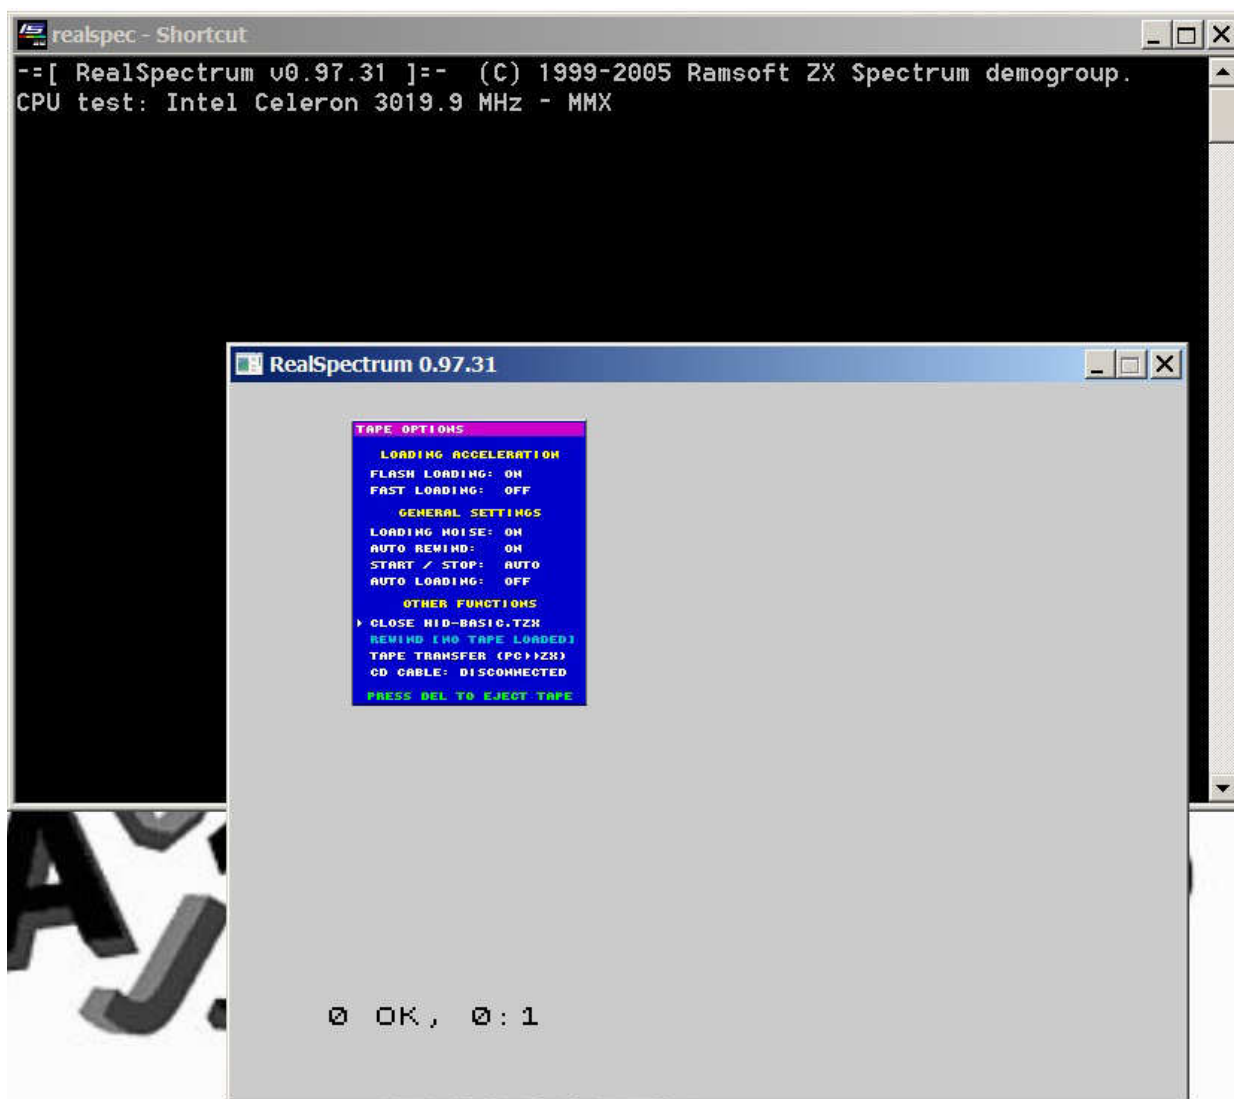 realspec - Shortcut
-=[ RealSpectrum v0.97.31 ]=-  (C) 1999-2005 Ramsoft ZX Spectrum demogroup.
CPU test: Intel Celeron 3019.9 MHz - MMX
RealSpectrum 0.97.31
TAPE OPTIONS
LOADING ACCELERATION
FLASH LOADING: ON
FAST LOADING: OFF
GENERAL SETTINGS
LOADING NOISE: ON
AUTO REWIND: ON
START / STOP: AUTO
AUTO LOADING: OFF
OTHER FUNCTIONS
CLOSE HID-BASIC.TZX
REWIND [NO TAPE LOADED]
TAPE TRANSFER (PC››ZX)
CD CABLE: DISCONNECTED
PRESS DEL TO EJECT TAPE
A
J
0 OK, 0:1